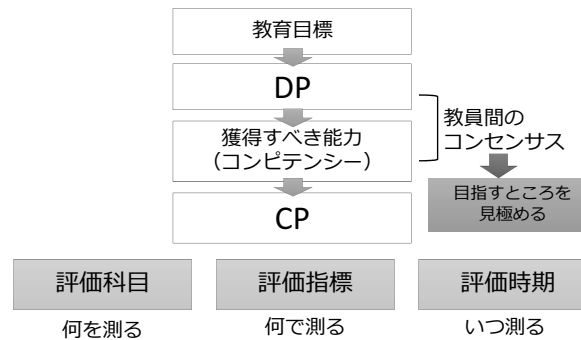 教育目標
DP
獲得すべき能力
（コンピテンシー）
CP
教員間の
コンセンサス
目指すところを
見極める
評価科目
評価指標
評価時期
何を測る
何で測る
いつ測る